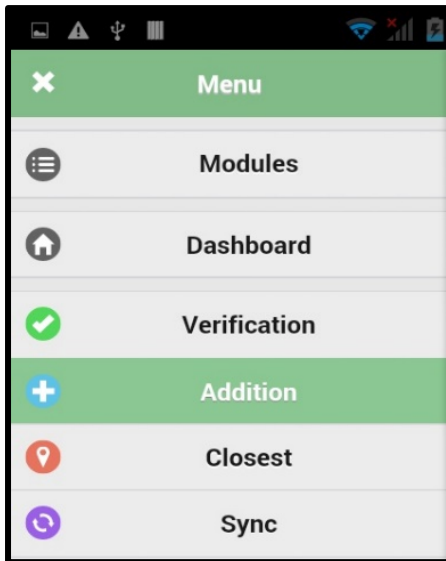 Menu
Modules
Dashboard
Verification
Addition
Closest
Sync